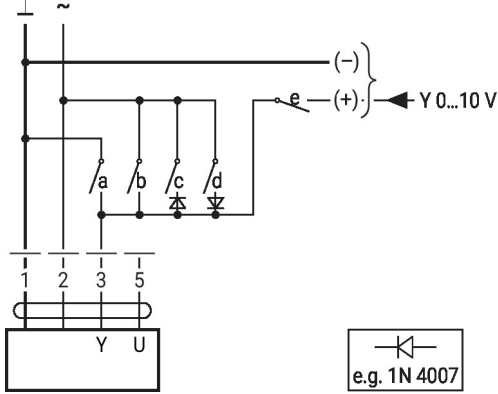 ⊥ ~
(–)
e (+) Y 0...10 V
a b c d
1 2 3 5
Y U
e.g. 1N 4007